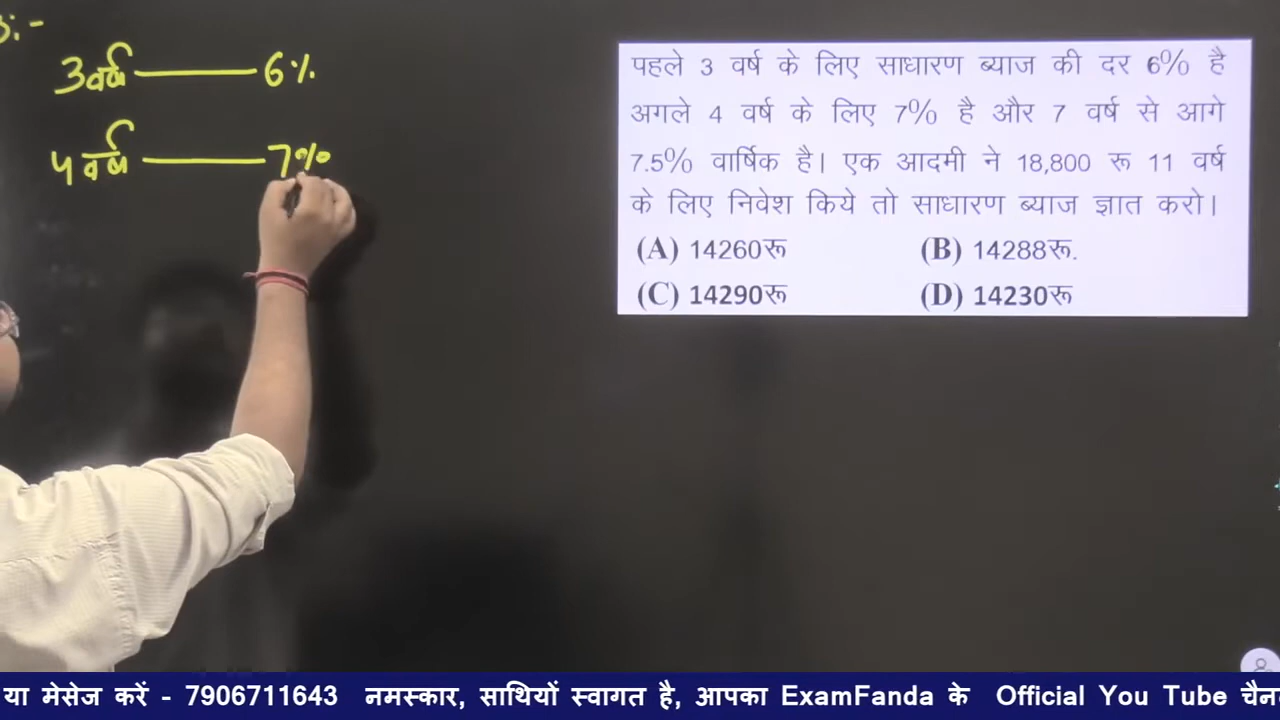 3:-
3वर्ष — 6%
4वर्ष — 7%
पहले 3 वर्ष के लिए साधारण ब्याज की दर 6% है
अगले 4 वर्ष के लिए 7% है और 7 वर्ष से आगे
7.5% वार्षिक है। एक आदमी ने 18,800 रू 11 वर्ष
के लिए निवेश किये तो साधारण ब्याज ज्ञात करो।
(A) 14260रू (B) 14288रू.
(C) 14290रू (D) 14230रू
या मेसेज करें - 7906711643 नमस्कार, साथियों स्वागत है, आपका ExamFanda के Official You Tube चैन